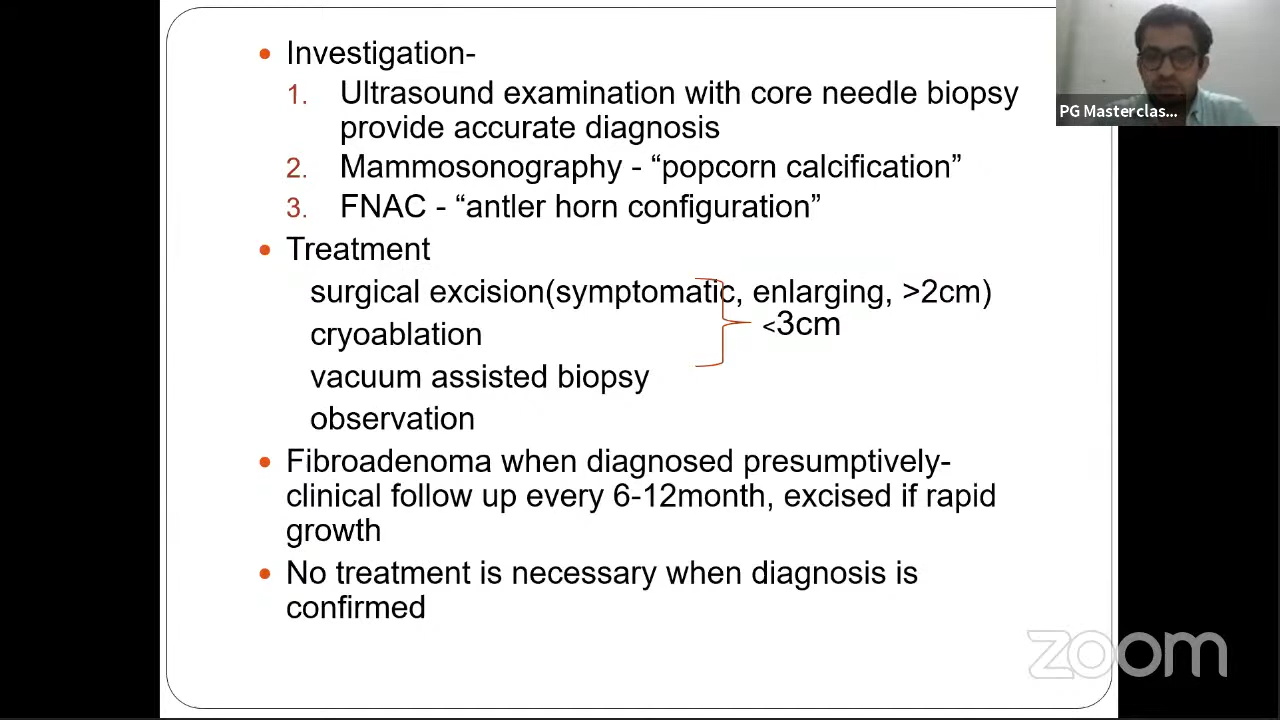 • Investigation-
1. Ultrasound examination with core needle biopsy
provide accurate diagnosis
2. Mammosonography - “popcorn calcification”
3. FNAC - “antler horn configuration”
• Treatment
surgical excision(symptomatic, enlarging, >2cm)
cryoablation
<3cm
vacuum assisted biopsy
observation
• Fibroadenoma when diagnosed presumptively-
clinical follow up every 6-12month, excised if rapid
growth
• No treatment is necessary when diagnosis is
confirmed
PG Masterclas...
zoom